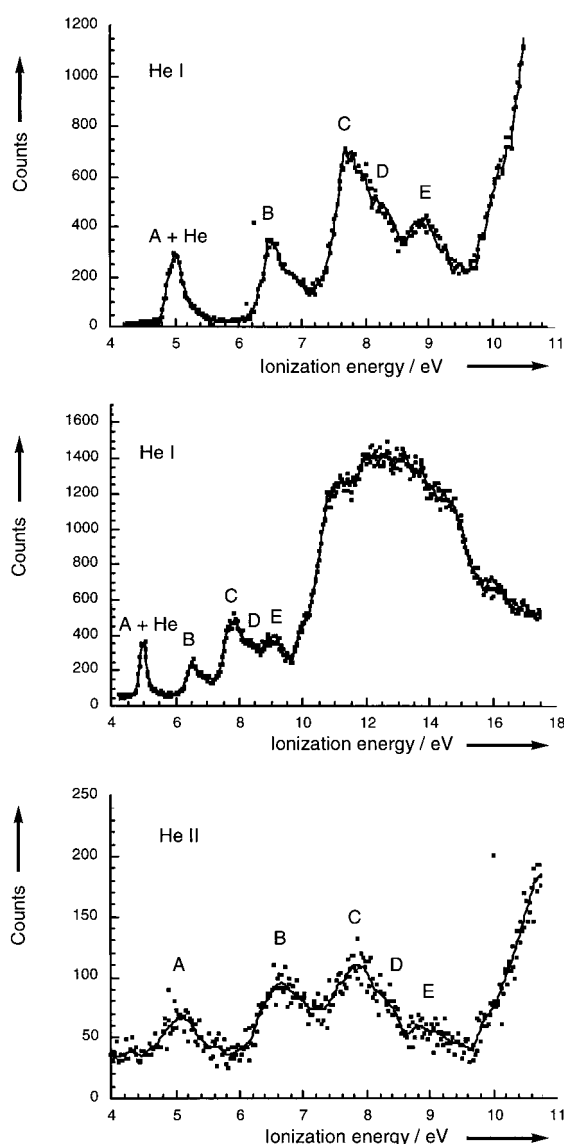 1200
1000
800
600
400
200
0
Counts
He I
A + He
B
C
D
E
4 5 6 7 8 9 10 11
Ionization energy / eV
1600
1400
1200
1000
800
600
400
200
0
Counts
He I
A + He
B
C
D
E
4 6 8 10 12 14 16 18
Ionization energy / eV
250
200
150
100
50
0
Counts
He II
A
B
C
D
E
4 5 6 7 8 9 10 11
Ionization energy / eV